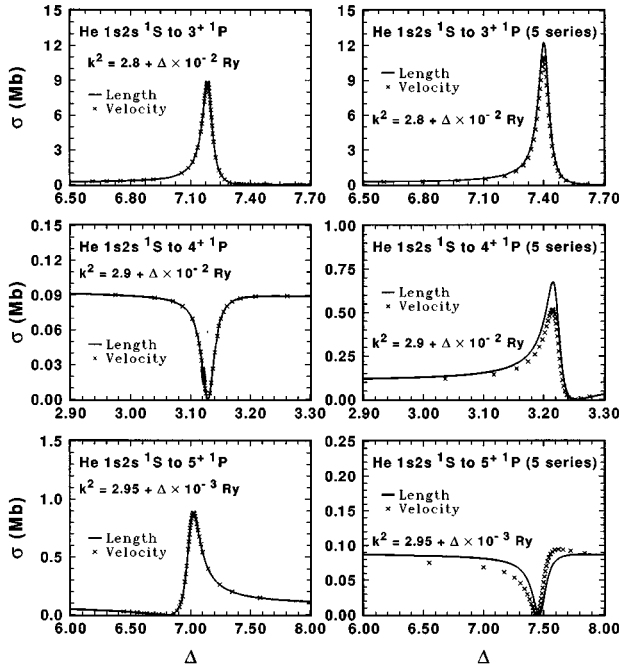 He 1s2s ¹S to 3⁺ ¹P
k² = 2.8 + Δ × 10⁻² Ry
Length
Velocity
σ (Mb)
15
12
9
6
3
0
6.50 6.80 7.10 7.40 7.70
He 1s2s ¹S to 3⁺ ¹P (5 series)
Length
Velocity
k² = 2.8 + Δ × 10⁻² Ry
15
12
9
6
3
0
6.50 6.80 7.10 7.40 7.70
He 1s2s ¹S to 4⁺ ¹P
k² = 2.9 + Δ × 10⁻² Ry
Length
Velocity
σ (Mb)
0.15
0.12
0.09
0.06
0.03
0.00
2.90 3.00 3.10 3.20 3.30
He 1s2s ¹S to 4⁺ ¹P (5 series)
Length
Velocity
k² = 2.9 + Δ × 10⁻² Ry
1.00
0.75
0.50
0.25
0.00
2.90 3.00 3.10 3.20 3.30
He 1s2s ¹S to 5⁺ ¹P
k² = 2.95 + Δ × 10⁻³ Ry
Length
Velocity
σ (Mb)
1.5
1.0
0.5
0.0
6.00 6.50 7.00 7.50 8.00
Δ
He 1s2s ¹S to 5⁺ ¹P (5 series)
Length
Velocity
k² = 2.95 + Δ × 10⁻³ Ry
0.25
0.20
0.15
0.10
0.05
0.00
6.00 6.50 7.00 7.50 8.00
Δ